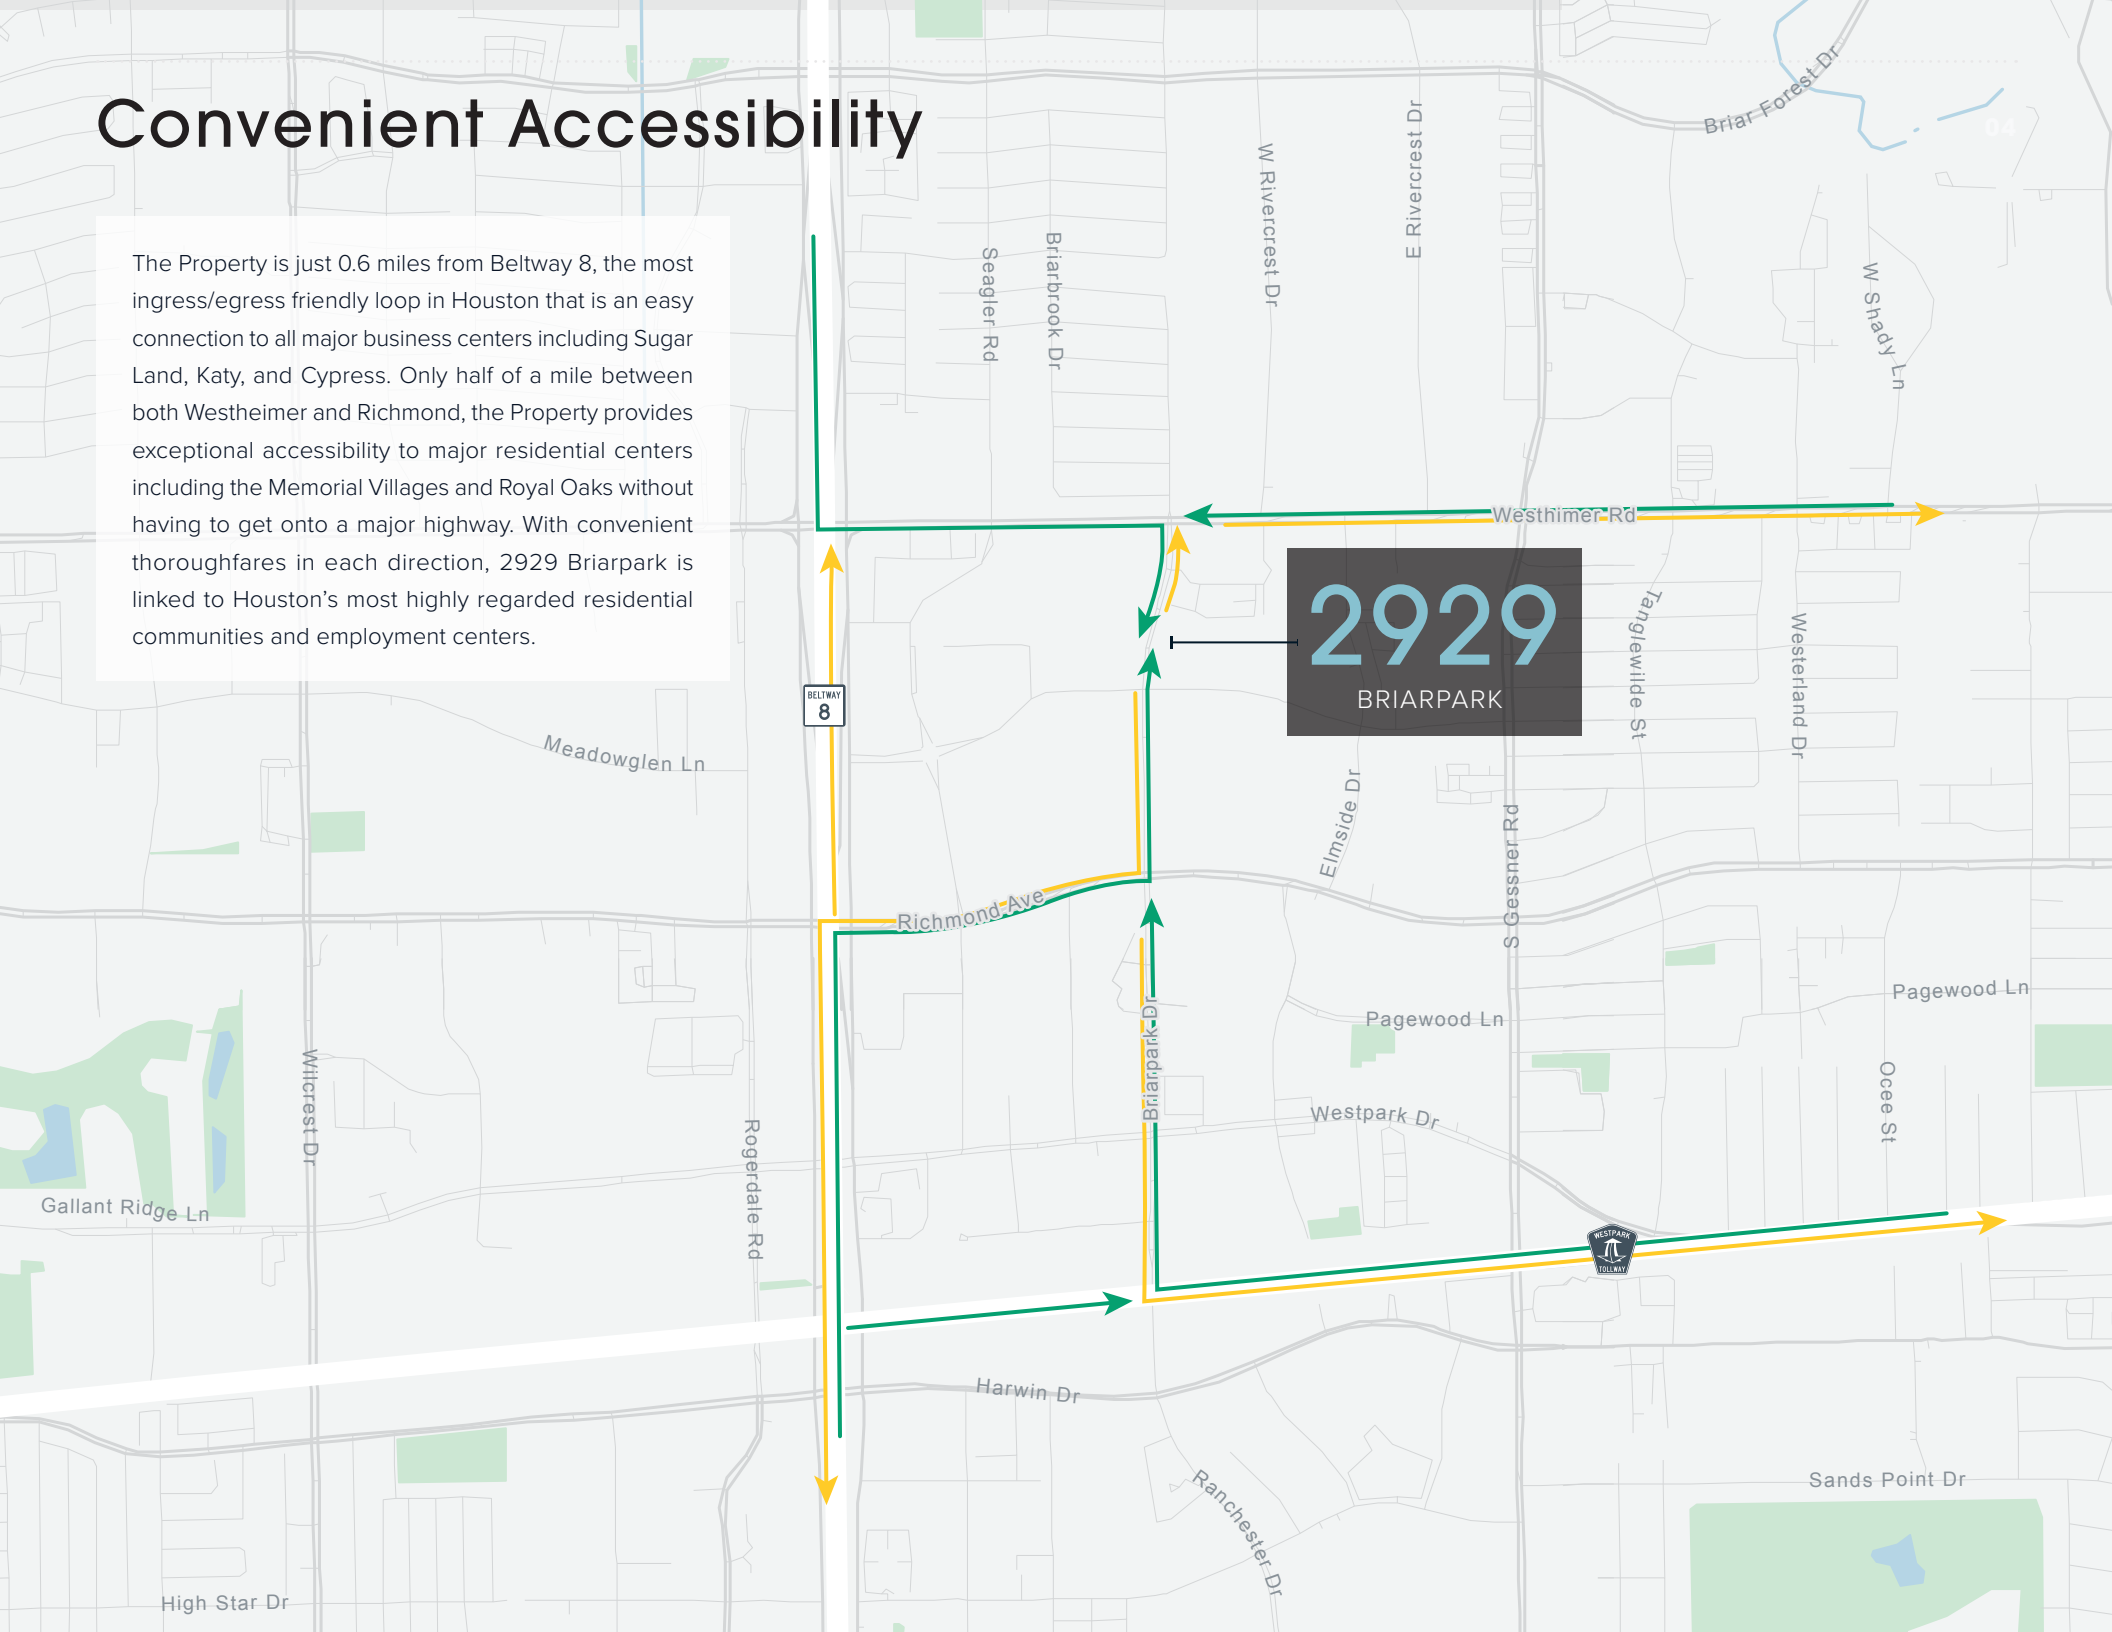 Convenient Accessibility
04
The Property is just 0.6 miles from Beltway 8, the most
ingress/egress friendly loop in Houston that is an easy
connection to all major business centers including Sugar
Land, Katy, and Cypress. Only half of a mile between
both Westheimer and Richmond, the Property provides
exceptional accessibility to major residential centers
including the Memorial Villages and Royal Oaks without
having to get onto a major highway. With convenient
thoroughfares in each direction, 2929 Briarpark is
linked to Houston’s most highly regarded residential
communities and employment centers.
Briar Forest Dr
E Rivercrest Dr
W Rivercrest Dr
Briarbrook Dr
Seagler Rd
W Shady Ln
Westhimer Rd
2929
BRIARPARK
Tanglewilde St
Westerland Dr
BELTWAY
8
Meadowglen Ln
Elmside Dr
S Gessner Rd
Richmond Ave
Pagewood Ln
Pagewood Ln
Briarpark Dr
Wilcrest Dr
Ocee St
Westpark Dr
Rogerdale Rd
Gallant Ridge Ln
WESTPARK
TOLLWAY
Harwin Dr
Sands Point Dr
Ranchester Dr
High Star Dr